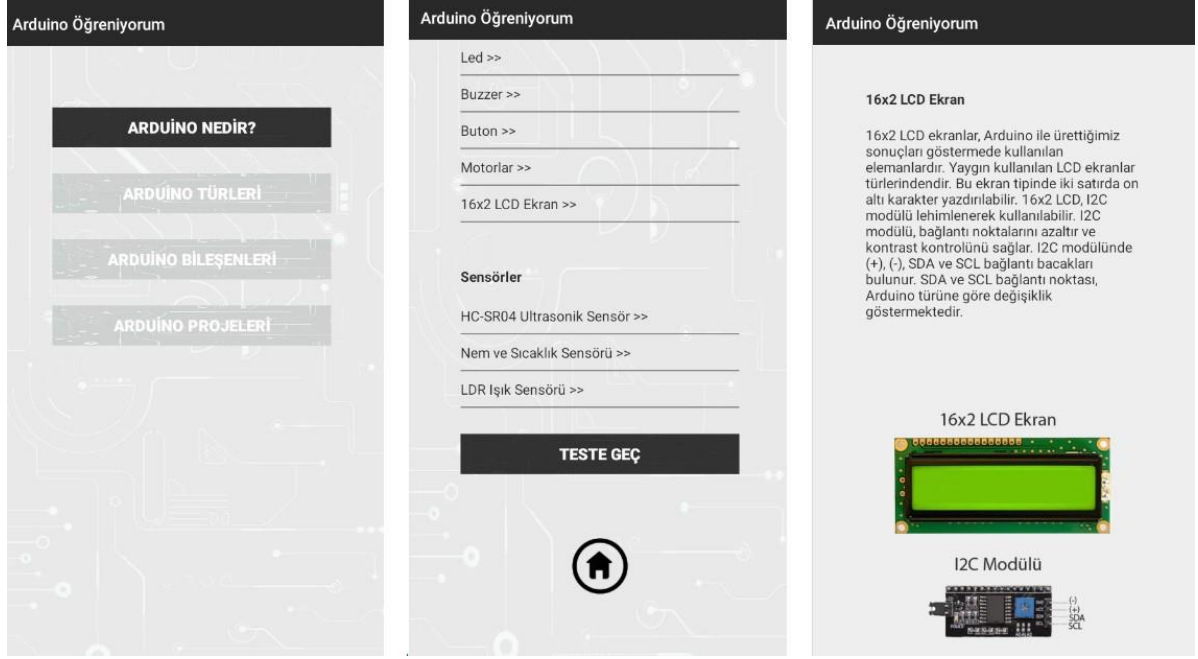 Arduino Öğreniyorum
ARDUİNO NEDİR?
ARDUİNO TÜRLERİ
ARDUİNO BİLEŞENLERİ
ARDUİNO PROJELERİ
Arduino Öğreniyorum
Led >>
Buzzer >>
Buton >>
Motorlar >>
16x2 LCD Ekran >>
Sensörler
HC-SR04 Ultrasonik Sensör >>
Nem ve Sıcaklık Sensörü >>
LDR Işık Sensörü >>
TESTE GEÇ
Arduino Öğreniyorum
16x2 LCD Ekran
16x2 LCD ekranlar, Arduino ile ürettiğimiz
sonuçları göstermede kullanılan
elemanlardır. Yaygın kullanılan LCD ekranlar
türlerindendir. Bu ekran tipinde iki satırda on
altı karakter yazdırılabilir. 16x2 LCD, I2C
modülü lehimlenerek kullanılabilir. I2C
modülü, bağlantı noktalarını azaltır ve
kontrast kontrolünü sağlar. I2C modülünde
(+), (-), SDA ve SCL bağlantı bacakları
bulunur. SDA ve SCL bağlantı noktası,
Arduino türüne göre değişiklik
göstermektedir.
16x2 LCD Ekran
I2C Modülü
(-)
(+)
SDA
SCL